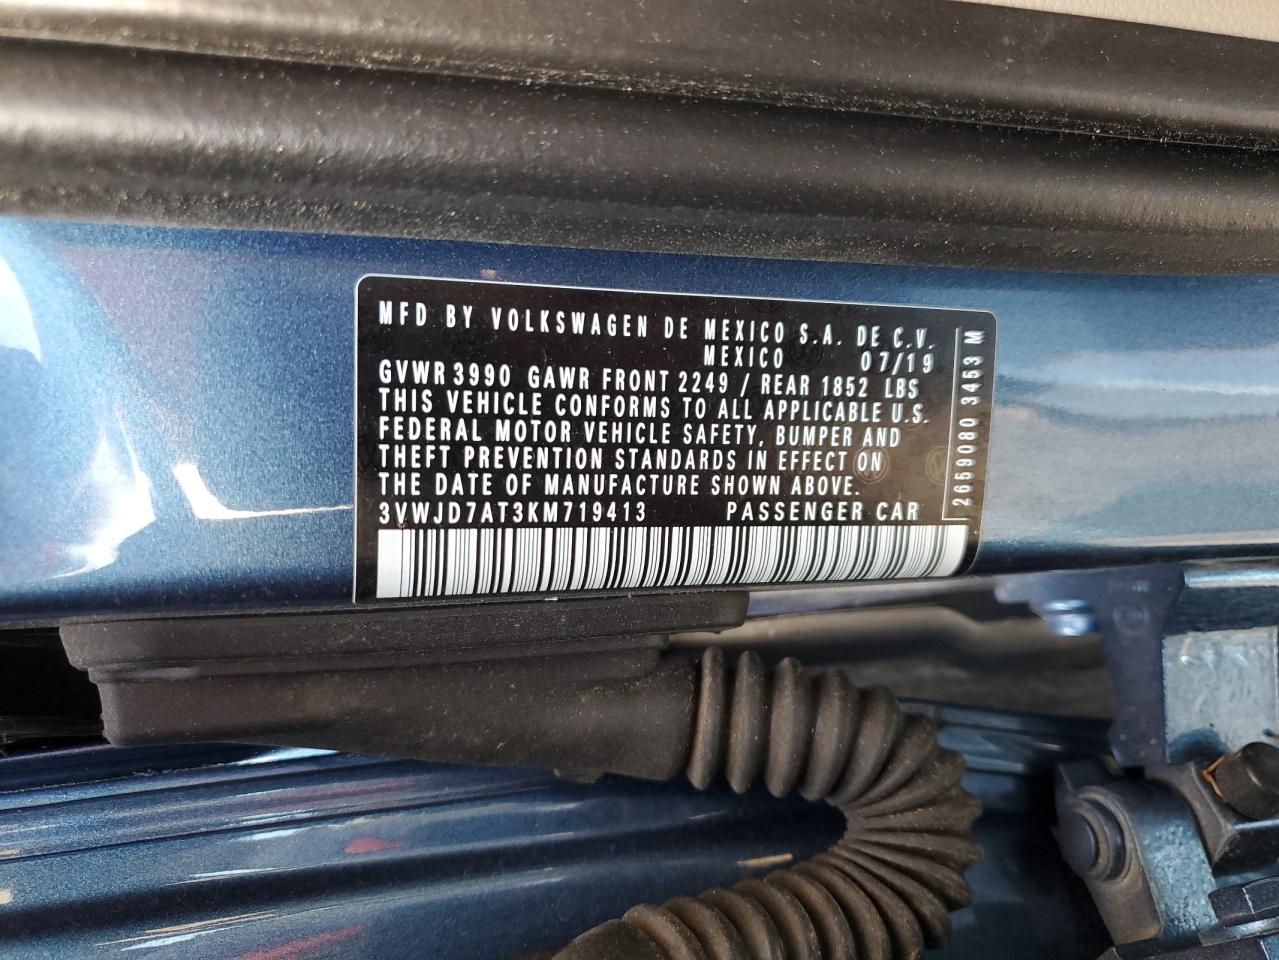 MFD BY VOLKSWAGEN DE MEXICO S.A. DE C.V.
MEXICO 07/19
GVWR 3990 GAWR FRONT 2249 / REAR 1852 LBS
THIS VEHICLE CONFORMS TO ALL APPLICABLE U.S.
FEDERAL MOTOR VEHICLE SAFETY, BUMPER AND
THEFT PREVENTION STANDARDS IN EFFECT ON
THE DATE OF MANUFACTURE SHOWN ABOVE.
3VWJD7AT3KM719413 PASSENGER CAR
2659080 3453 M